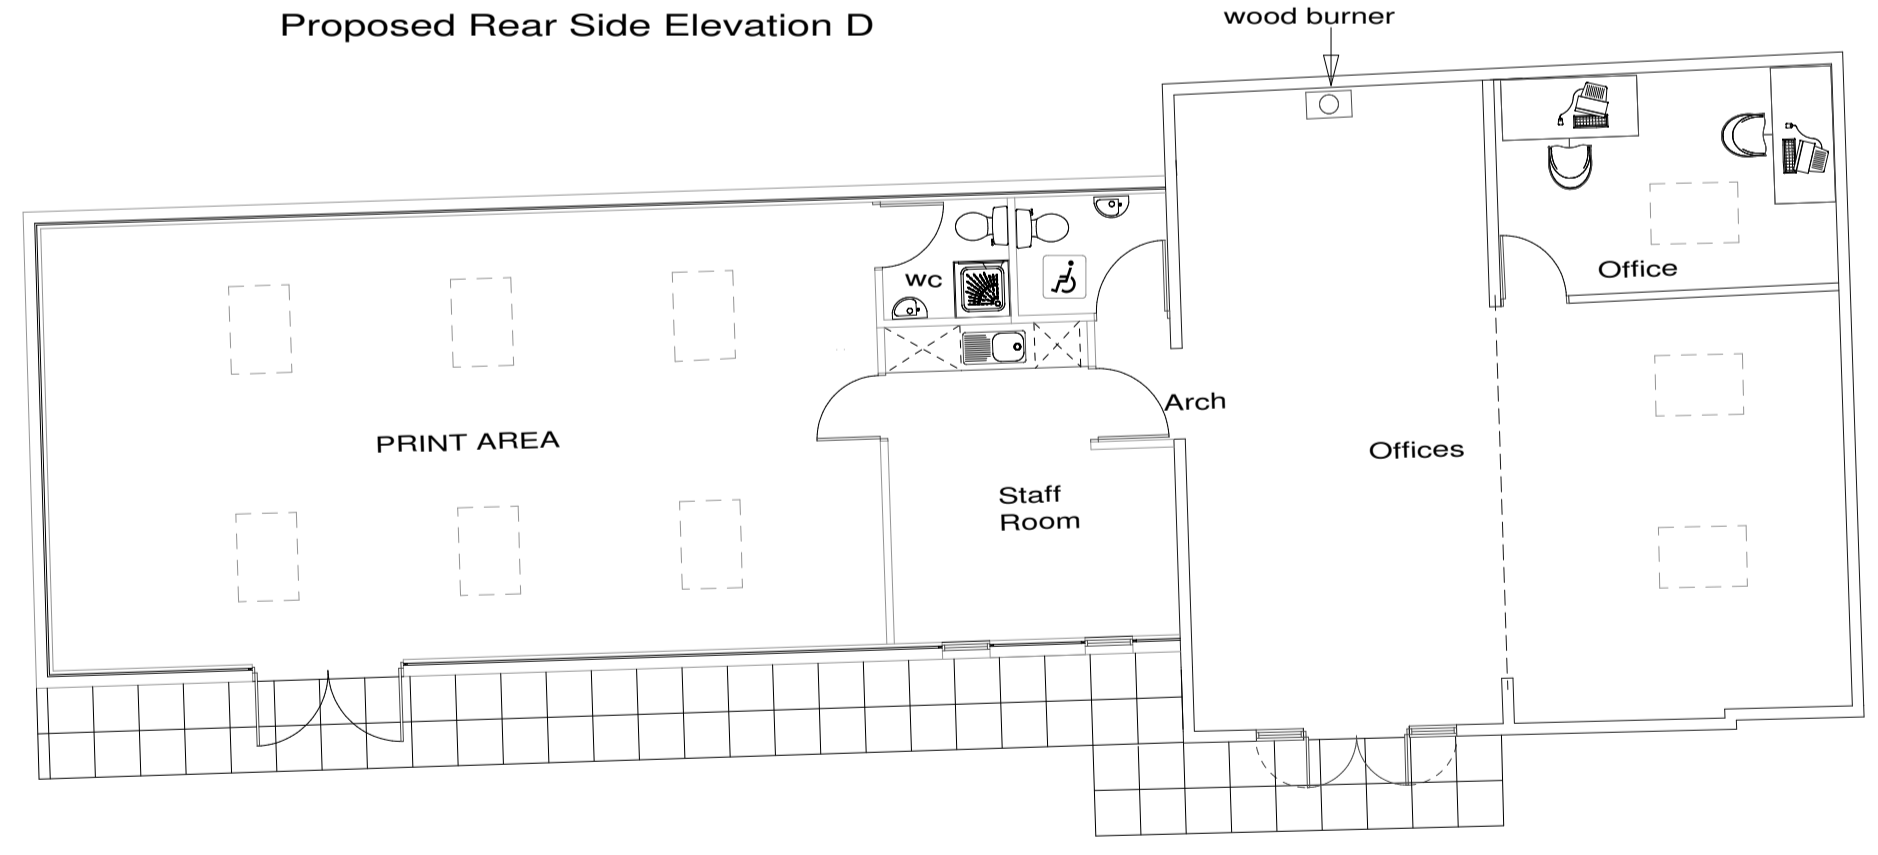 Proposed Rear Side Elevation D
wood burner
wc
Office
Arch
PRINT AREA
Offices
Staff
Room